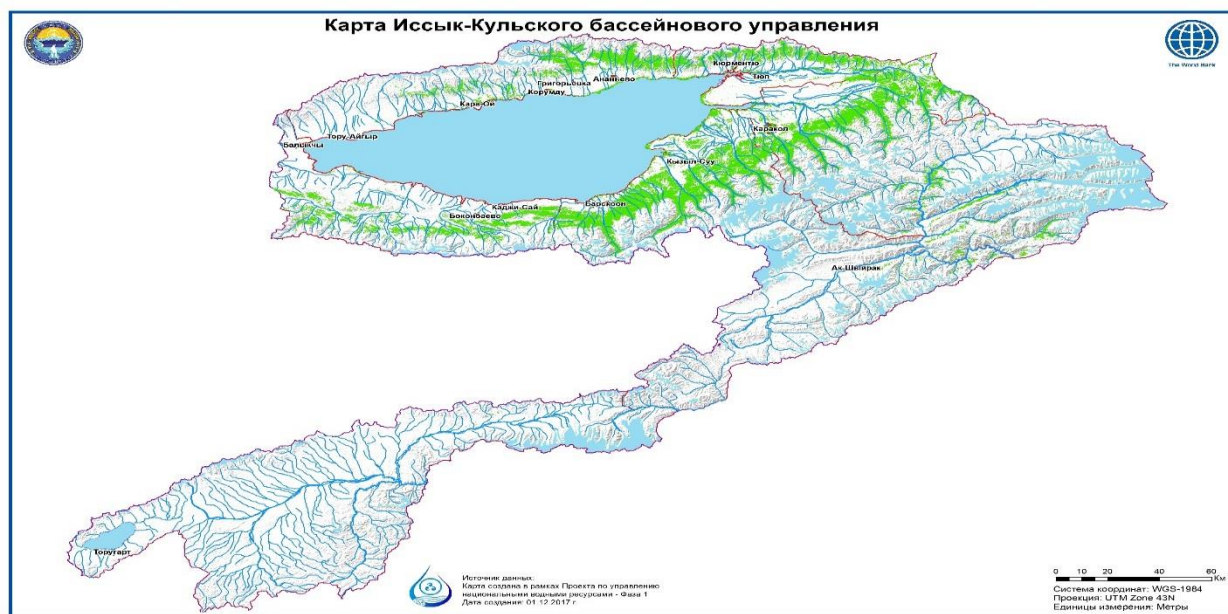 Карта Иссык-Кульского бассейнового управления
The World Bank
Кюрментю
Тюп
Ананьево
Григорьевка
Корумду
Кара-Ой
Тору-Айгыр
Балыкчы
Каракол
Кызыл-Суу
Барскоон
Каджи-Сай
Боконбаево
Ак-Шыйрак
Торугарт
Источник данных:
Карта создана в рамках Проекта по управлению
национальными водными ресурсами - Фаза 1
Дата создания: 01.12.2017 г.
0 10 20 40 60
Км
Система координат: WGS-1984
Проекция: UTM Zone 43N
Единицы измерения: Метры